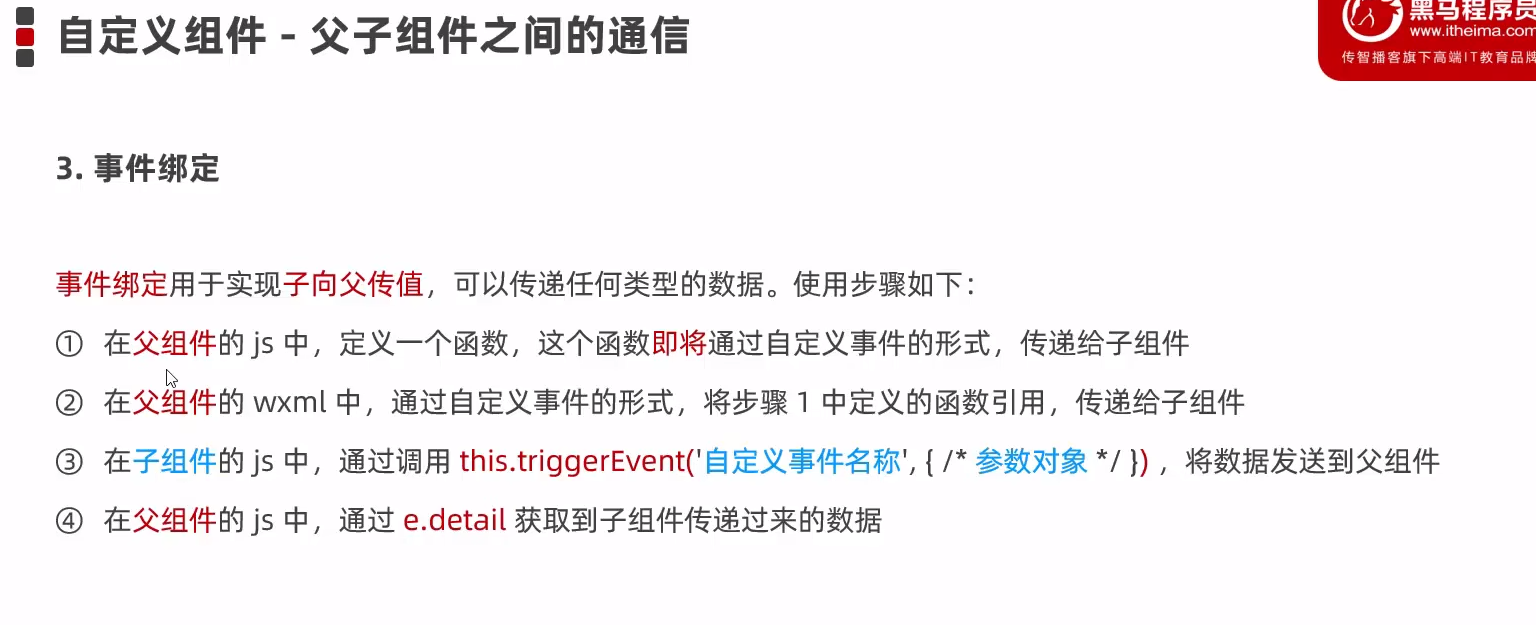 自定义组件 - 父子组件之间的通信
黑马程序员
www.itheima.com
传智播客旗下高端IT教育品牌
3. 事件绑定
事件绑定用于实现子向父传值，可以传递任何类型的数据。使用步骤如下：
① 在父组件的 js 中，定义一个函数，这个函数即将通过自定义事件的形式，传递给子组件
② 在父组件的 wxml 中，通过自定义事件的形式，将步骤 1 中定义的函数引用，传递给子组件
③ 在子组件的 js 中，通过调用 this.triggerEvent('自定义事件名称', { /* 参数对象 */ }) ，将数据发送到父组件
④ 在父组件的 js 中，通过 e.detail 获取到子组件传递过来的数据